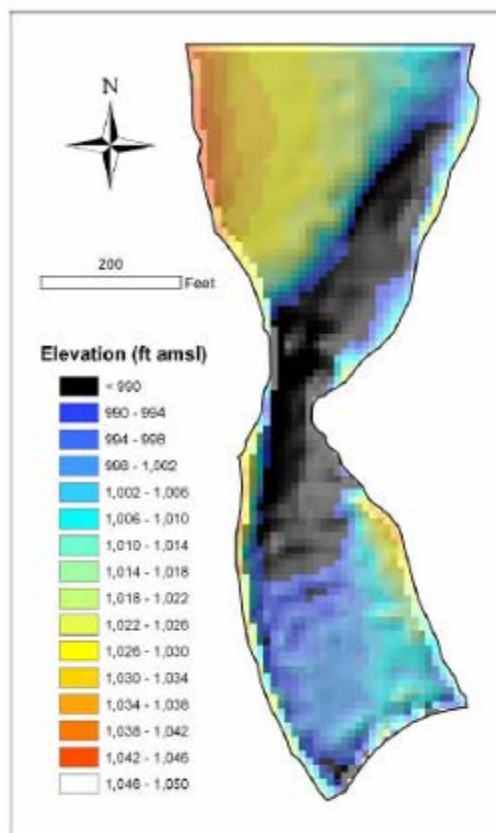 N
200
Feet
Elevation (ft amsl)
< 990
990 - 994
994 - 998
998 - 1,002
1,002 - 1,006
1,006 - 1,010
1,010 - 1,014
1,014 - 1,018
1,018 - 1,022
1,022 - 1,026
1,026 - 1,030
1,030 - 1,034
1,034 - 1,038
1,038 - 1,042
1,042 - 1,046
1,046 - 1,050